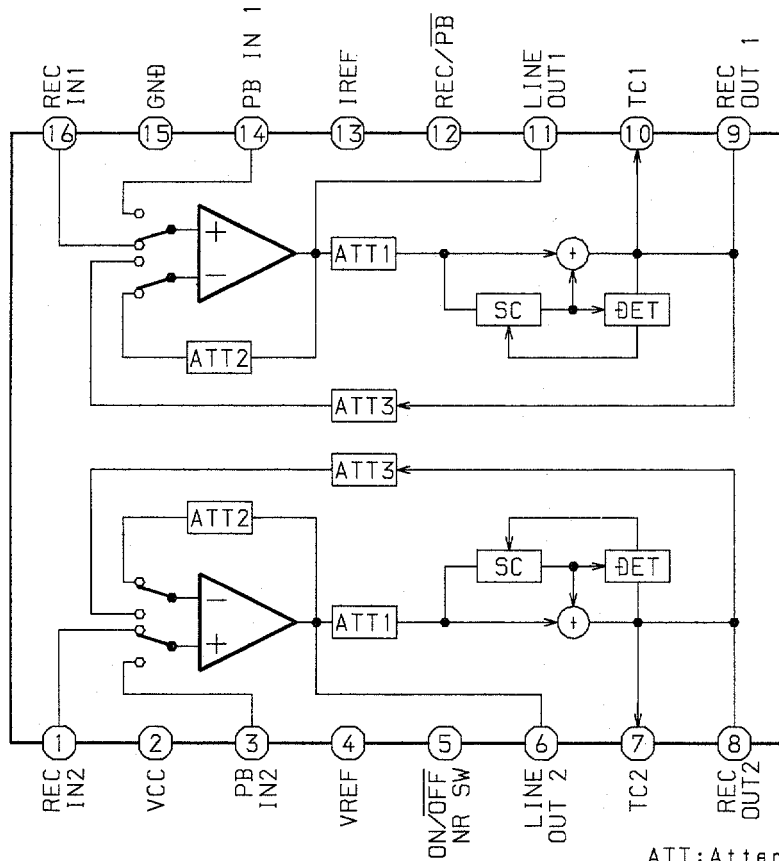 REC IN1
GND
PB IN 1
IREF
REC/PB
LINE OUT1
TC1
REC OUT 1
16
15
14
13
12
11
10
9
+
−
ATT1
+
SC
DET
ATT2
ATT3
ATT3
ATT2
SC
DET
−
+
ATT1
+
1
2
3
4
5
6
7
8
REC IN2
VCC
PB IN2
VREF
ON/OFF
NR SW
LINE OUT 2
TC2
REC OUT2